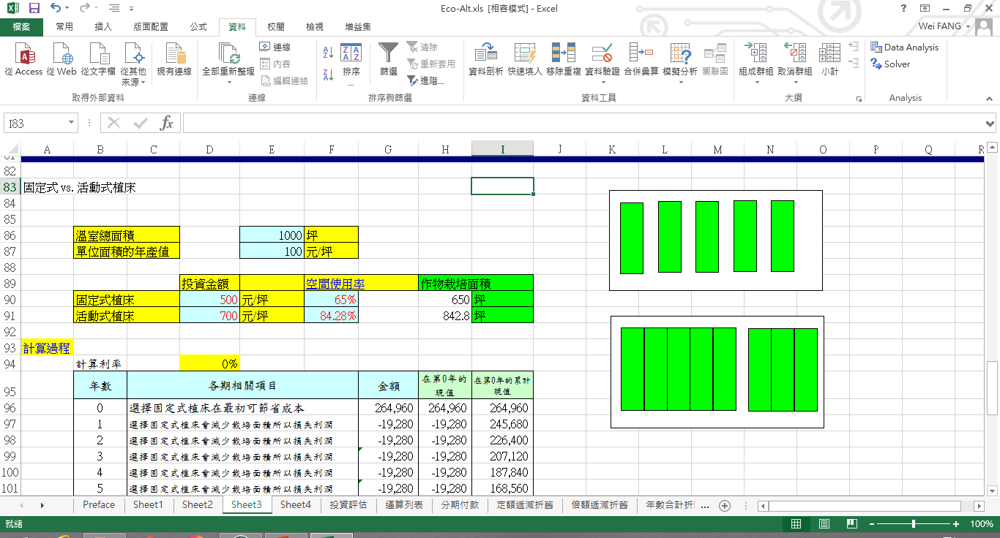 Eco-Alt.xls [相容模式] - Excel
檔案 常用 插入 版面配置 公式 資料 校閱 檢視 增益集 Wei FANG
從 Access 從 Web 從文字檔 從其他來源 現有連線
取得外部資料
全部重新整理 連線 內容 編輯連結
連線
排序... 篩選 清除 重新套用 進階...
排序與篩選
資料剖析 快速填入 移除重複 資料驗證 合併彙算 模擬分析 關聯圖
資料工具
組成群組 取消群組 小計
大綱
Data Analysis
Solver
Analysis
I83 fx
A B C D E F G H I J K L M N O P Q R
81
82
83 固定式 vs. 活動式植床
84
85
86 溫室總面積 1000 坪
87 單位面積的年產值 100 元/坪
88
89 投資金額 空間使用率 作物栽培面積
90 固定式植床 500 元/坪 65% 650 坪
91 活動式植床 700 元/坪 84.28% 842.8 坪
92
93 計算過程
94 計算利率 0%
95 年數 各期相關項目 金額 在第0年的現值 在第0年的累計現值
96 0 選擇固定式植床在最初可節省成本 264,960 264,960 264,960
97 1 選擇固定式植床會減少栽培面積所以損失利潤 -19,280 -19,280 245,680
98 2 選擇固定式植床會減少栽培面積所以損失利潤 -19,280 -19,280 226,400
99 3 選擇固定式植床會減少栽培面積所以損失利潤 -19,280 -19,280 207,120
100 4 選擇固定式植床會減少栽培面積所以損失利潤 -19,280 -19,280 187,840
101 5 選擇固定式植床會減少栽培面積所以損失利潤 -19,280 -19,280 168,560
Preface Sheet1 Sheet2 Sheet3 Sheet4 投資評估 運算列表 分期付款 定額遞減折舊 倍額遞減折舊 年數合計折 ...
就緒 100%